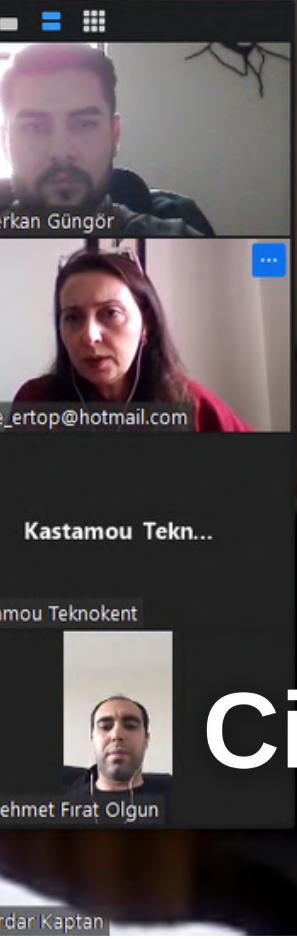 erkan Güngör
e_ertop@hotmail.com
Kastamou Tekn...
amou Teknokent
Ci
ehmet Fırat Olgun
rdar Kaptan